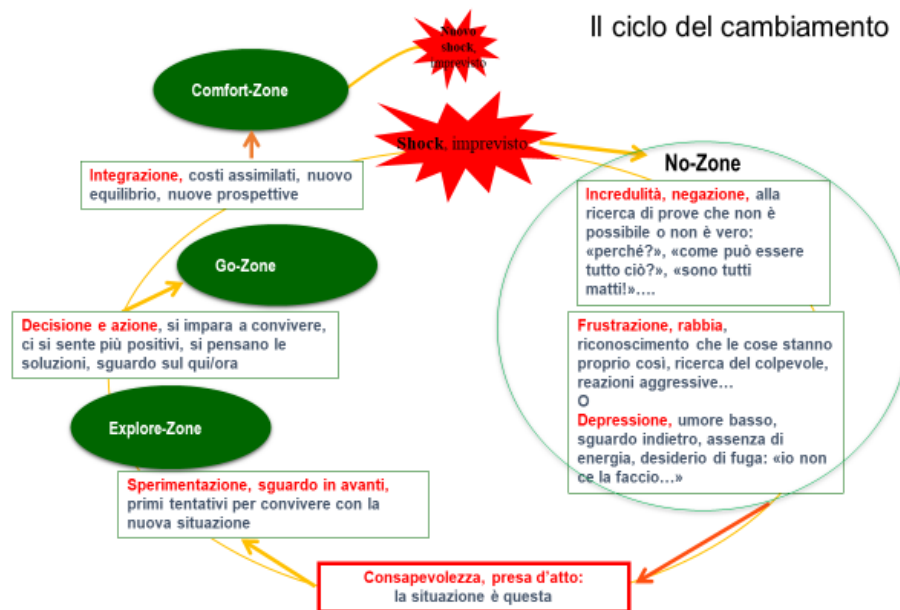 Il ciclo del cambiamento
Nuovo
shock,
imprevisto
Comfort-Zone
Shock, imprevisto
No-Zone
Incredulità, negazione, alla
ricerca di prove che non è
possibile o non è vero:
«perché?», «come può essere
tutto ciò?», «sono tutti
matti!»....
Frustrazione, rabbia,
riconoscimento che le cose stanno
proprio così, ricerca del colpevole,
reazioni aggressive...
O
Depressione, umore basso,
sguardo indietro, assenza di
energia, desiderio di fuga: «io non
ce la faccio...»
Consapevolezza, presa d'atto:
la situazione è questa
Sperimentazione, sguardo in avanti,
primi tentativi per convivere con la
nuova situazione
Explore-Zone
Decisione e azione, si impara a convivere,
ci si sente più positivi, si pensano le
soluzioni, sguardo sul qui/ora
Go-Zone
Integrazione, costi assimilati, nuovo
equilibrio, nuove prospettive